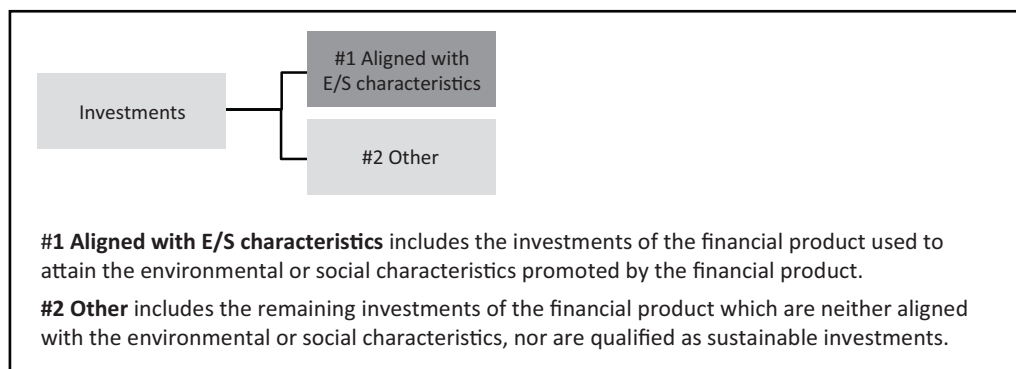 #1 Aligned with
E/S characteristics
Investments
#2 Other
#1 Aligned with E/S characteristics includes the investments of the financial product used to
attain the environmental or social characteristics promoted by the financial product.
#2 Other includes the remaining investments of the financial product which are neither aligned
with the environmental or social characteristics, nor are qualified as sustainable investments.